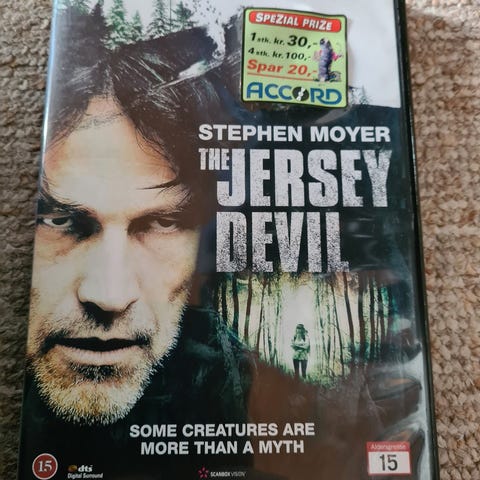 SPEZIAL PRIZE
1 stk. kr. 30,-
4 stk. kr. 100,-
Spar 20,-
ACCORD
STEPHEN MOYER
THE JERSEY
DEVIL
SOME CREATURES ARE
MORE THAN A MYTH
15
dts
Digital Surround
SCANBOX VISION
Aldersgrense
15